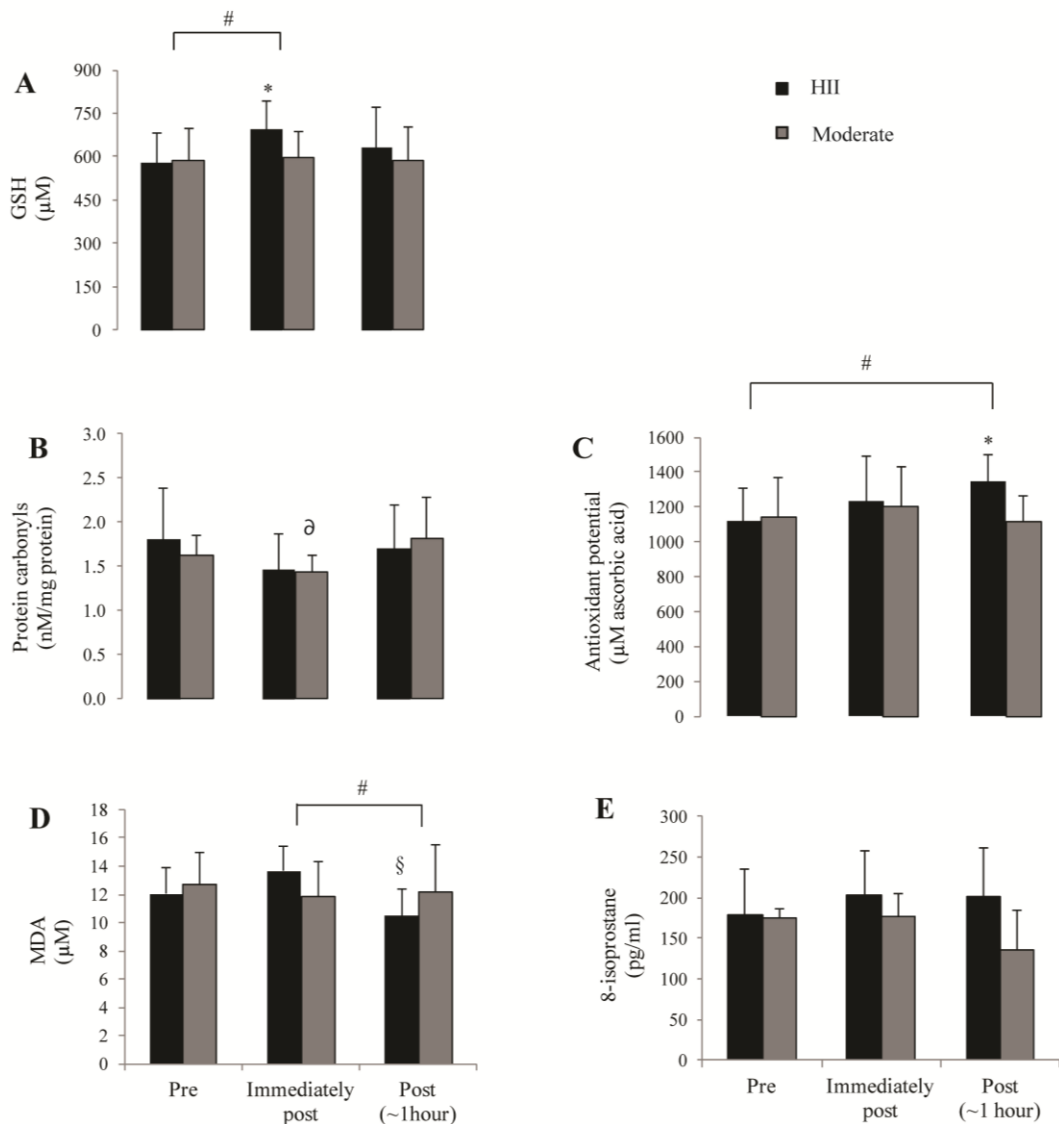 #
A
900
750
600
450
300
150
0
GSH
(µM)
*
HII
Moderate
B
3.0
2.5
2.0
1.5
1.0
0.5
0.0
Protein carbonyls
(nM/mg protein)
∂
#
C
1600
1400
1200
1000
800
600
400
200
0
Antioxidant potential
(µM ascorbic acid)
*
#
D
18
16
14
12
10
8
6
4
2
0
MDA
(µM)
§
Pre
Immediately
post
Post
(~1hour)
E
300
250
200
150
100
50
0
8-isoprostane
(pg/ml)
Pre
Immediately
post
Post
(~1 hour)